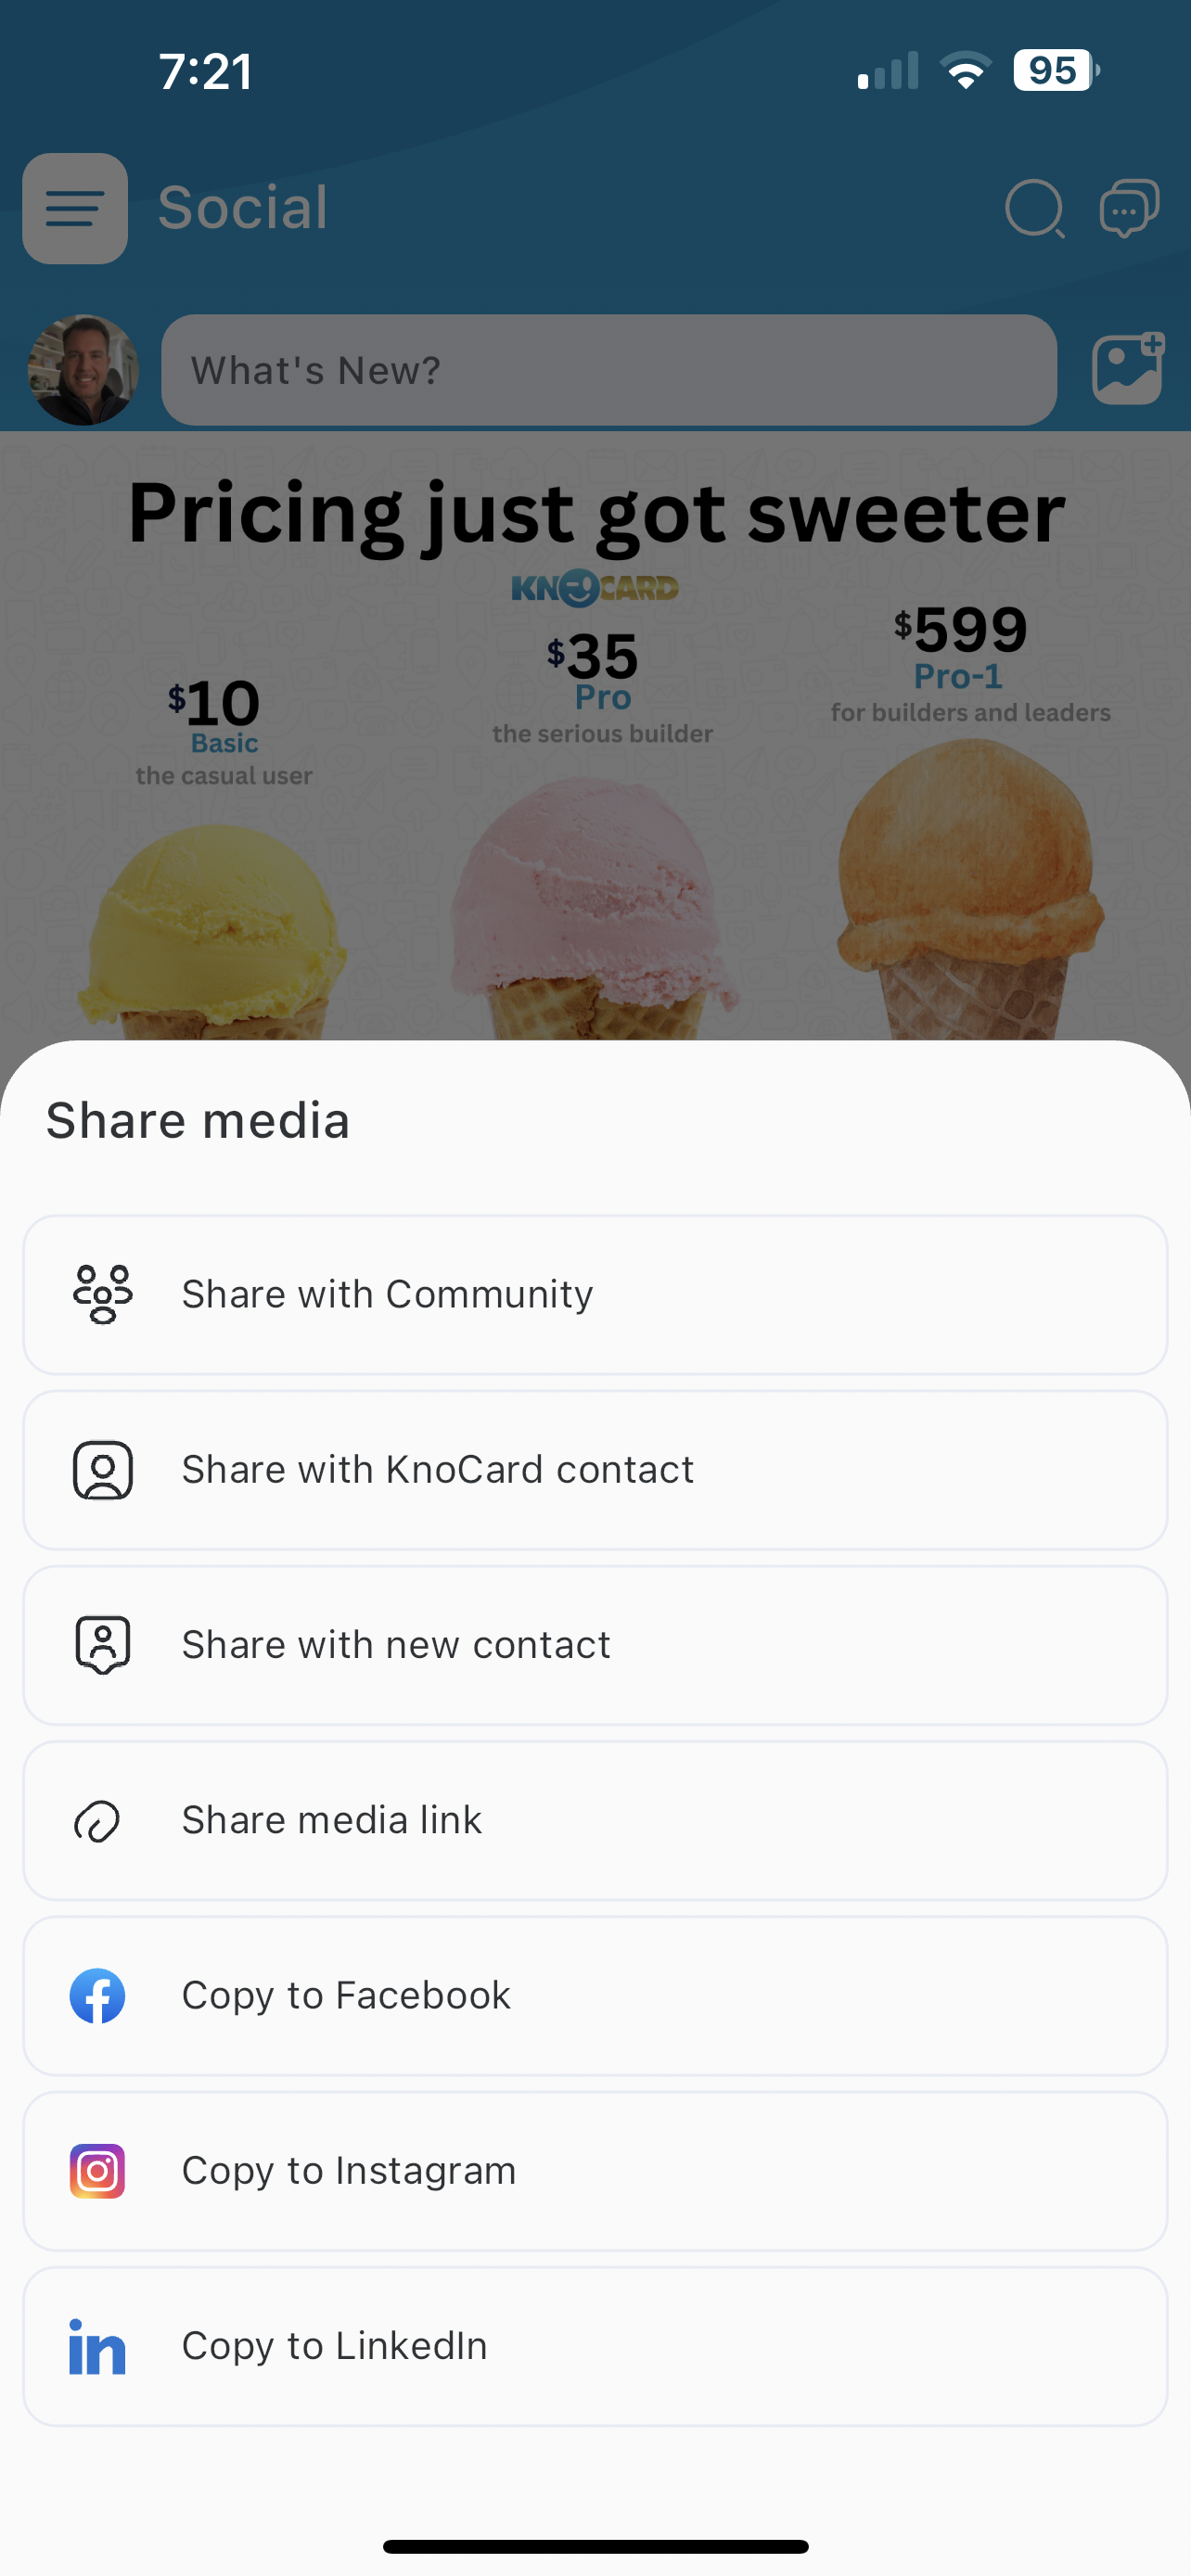 7:21
95
Social
What's New?
Pricing just got sweeter
KNOCARD
$10
Basic
the casual user
$35
Pro
the serious builder
$599
Pro-1
for builders and leaders
Share media
Share with Community
Share with KnoCard contact
Share with new contact
Share media link
Copy to Facebook
Copy to Instagram
Copy to LinkedIn